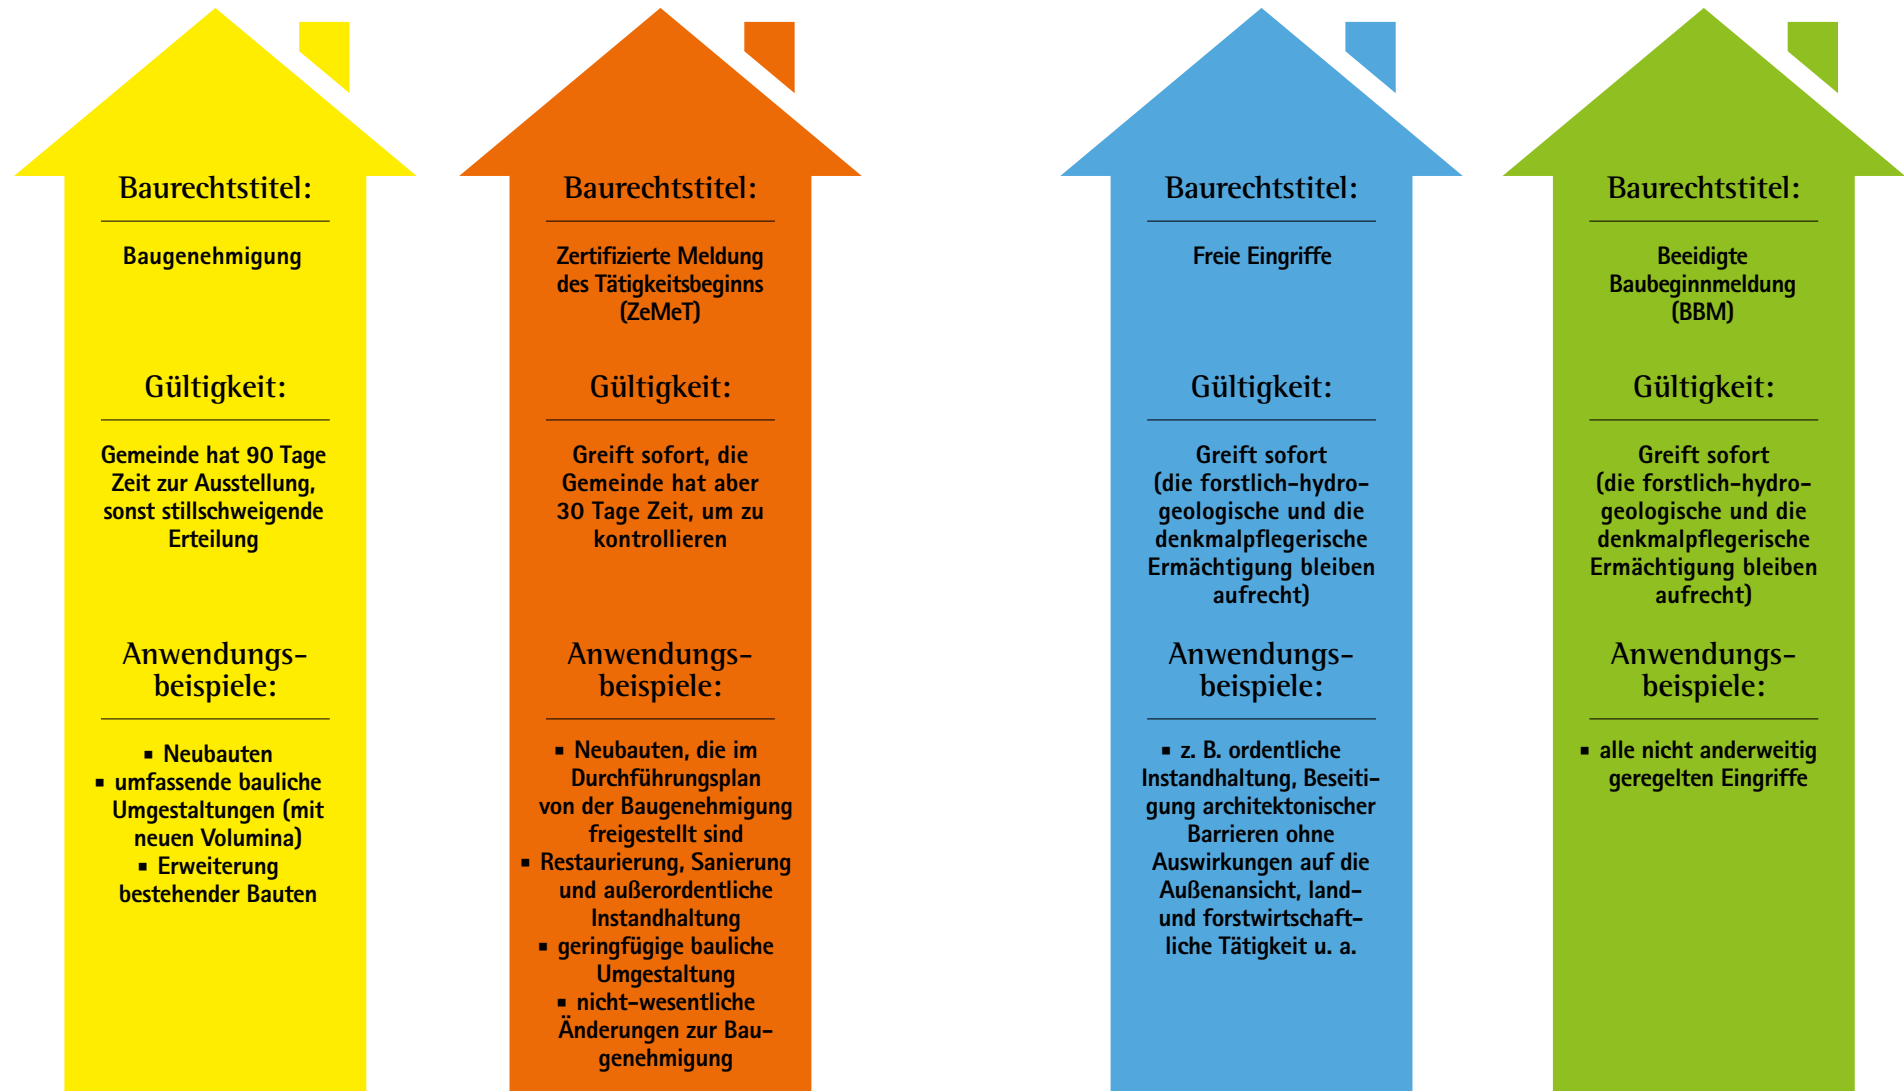 Baurechtstitel:
Baugenehmigung
Gültigkeit:
Gemeinde hat 90 Tage
Zeit zur Ausstellung,
sonst stillschweigende
Erteilung
Anwendungs-
beispiele:
▪ Neubauten
▪ umfassende bauliche
Umgestaltungen (mit
neuen Volumina)
▪ Erweiterung
bestehender Bauten
Baurechtstitel:
Zertifizierte Meldung
des Tätigkeitsbeginns
(ZeMeT)
Gültigkeit:
Greift sofort, die
Gemeinde hat aber
30 Tage Zeit, um zu
kontrollieren
Anwendungs-
beispiele:
▪ Neubauten, die im
Durchführungsplan
von der Baugenehmigung
freigestellt sind
▪ Restaurierung, Sanierung
und außerordentliche
Instandhaltung
▪ geringfügige bauliche
Umgestaltung
▪ nicht-wesentliche
Änderungen zur Bau-
genehmigung
Baurechtstitel:
Freie Eingriffe
Gültigkeit:
Greift sofort
(die forstlich-hydro-
geologische und die
denkmalpflegerische
Ermächtigung bleiben
aufrecht)
Anwendungs-
beispiele:
▪ z. B. ordentliche
Instandhaltung, Beseiti-
gung architektonischer
Barrieren ohne
Auswirkungen auf die
Außenansicht, land-
und forstwirtschaft-
liche Tätigkeit u. a.
Baurechtstitel:
Beeidigte
Baubeginnmeldung
(BBM)
Gültigkeit:
Greift sofort
(die forstlich-hydro-
geologische und die
denkmalpflegerische
Ermächtigung bleiben
aufrecht)
Anwendungs-
beispiele:
▪ alle nicht anderweitig
geregelten Eingriffe